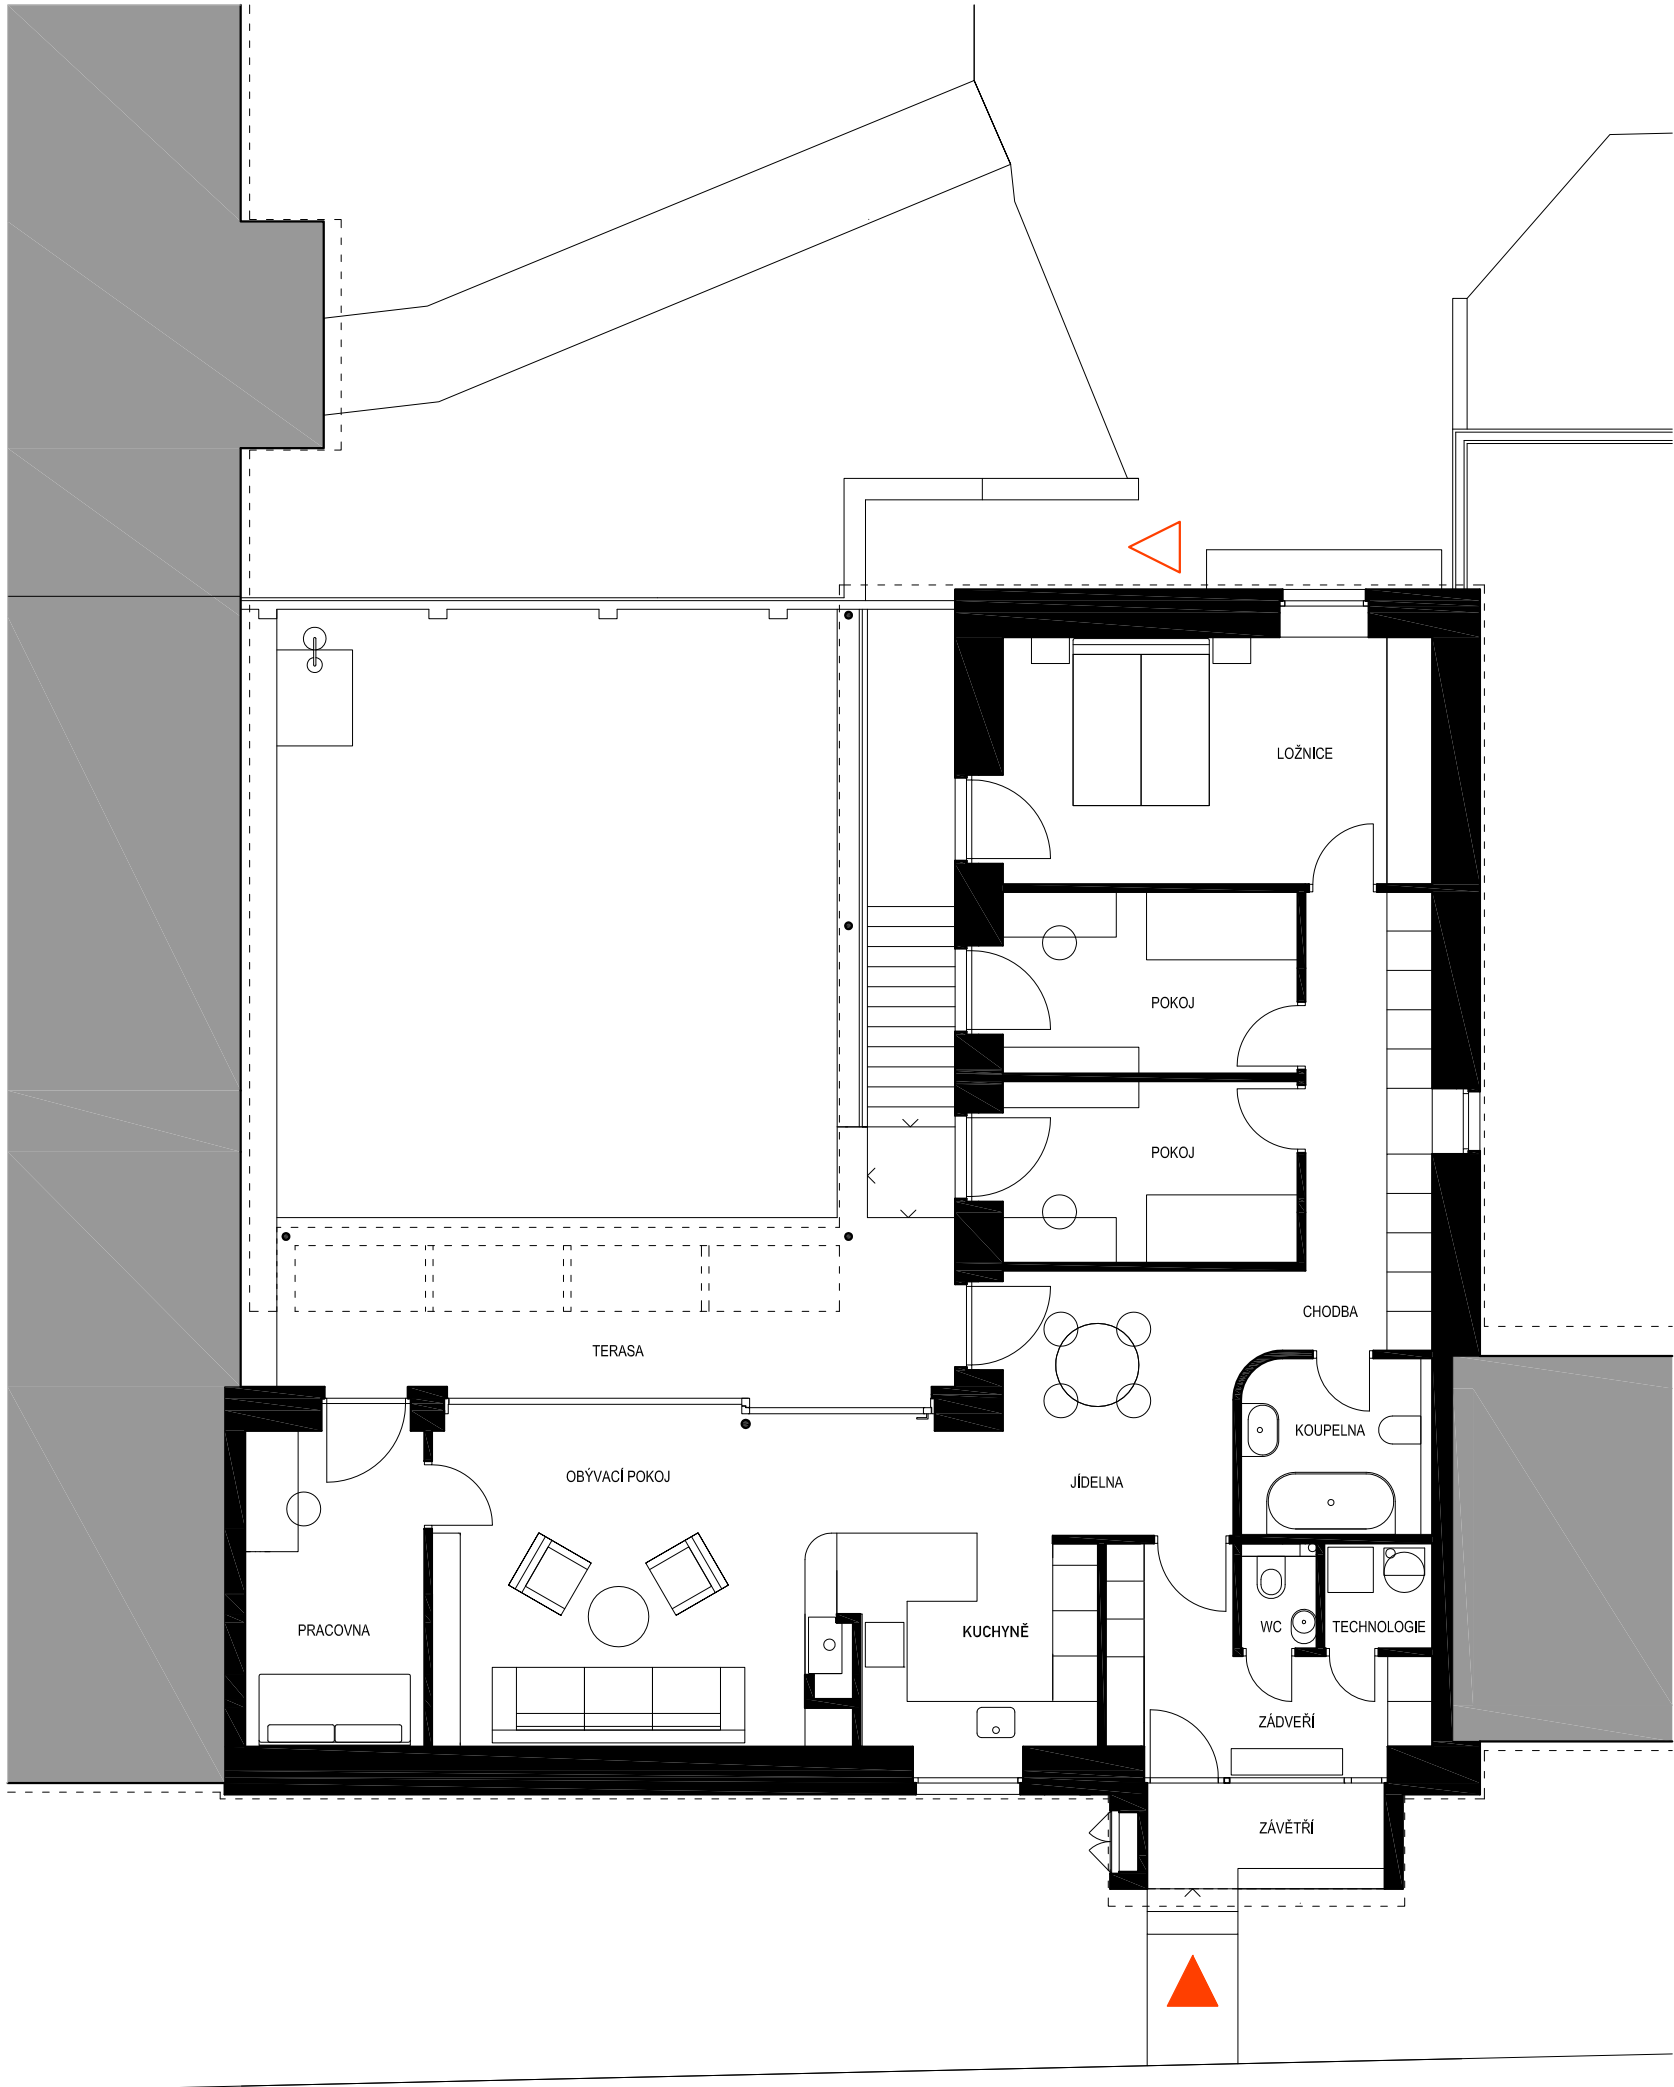 LOŽNICE
POKOJ
POKOJ
CHODBA
TERASA
KOUPELNA
OBÝVACÍ POKOJ
JÍDELNA
PRACOVNA
KUCHYNĚ
WC
TECHNOLOGIE
ZÁDVEŘÍ
ZÁVĚTŘÍ